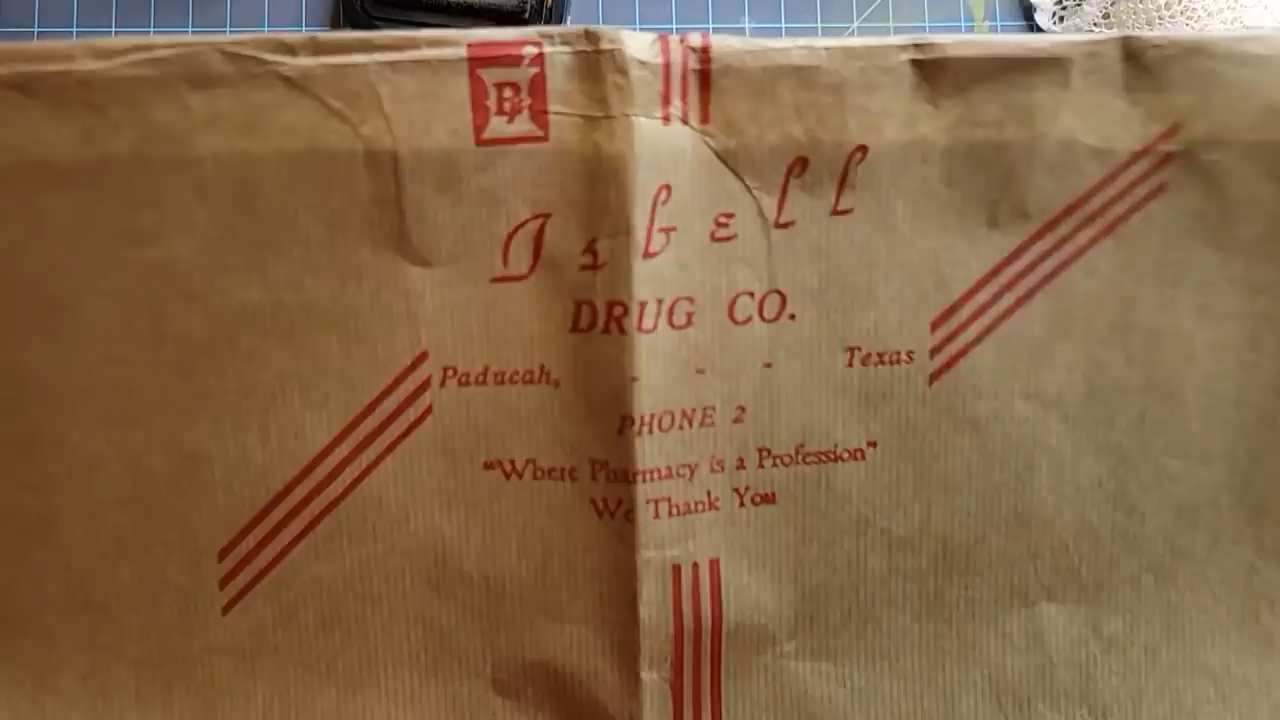 ℞
Isbell
DRUG CO.
Paducah, - - - Texas
PHONE 2
"Where Pharmacy is a Profession"
We Thank You